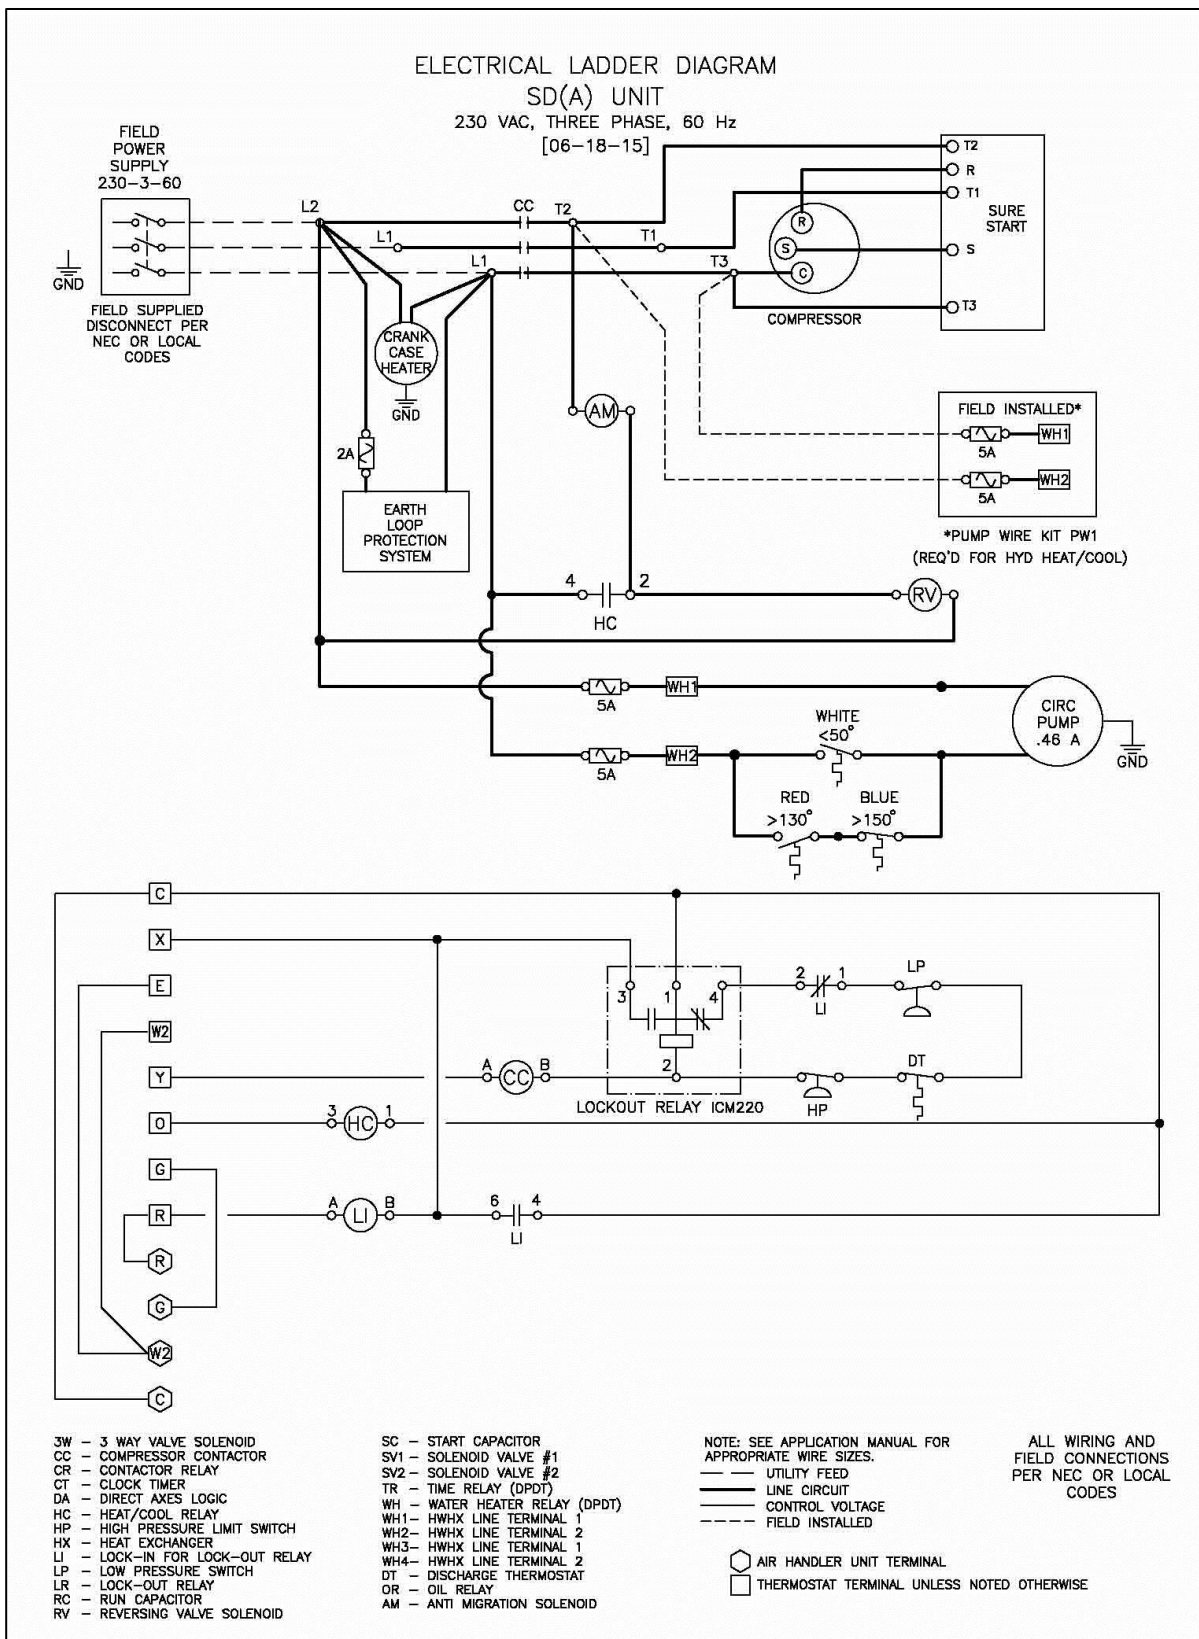 ELECTRICAL LADDER DIAGRAM
SD(A) UNIT
230 VAC, THREE PHASE, 60 Hz
[06-18-15]
FIELD
POWER
SUPPLY
230-3-60
GND
FIELD SUPPLIED
DISCONNECT PER
NEC OR LOCAL
CODES
L2
L1
L1
CC
T2
T1
T3
R
S
C
COMPRESSOR
T2
R
T1
S
T3
SURE
START
CRANK
CASE
HEATER
GND
2A
EARTH
LOOP
PROTECTION
SYSTEM
AM
FIELD INSTALLED*
WH1
5A
WH2
5A
*PUMP WIRE KIT PW1
(REQ'D FOR HYD HEAT/COOL)
4
2
HC
RV
5A
WH1
5A
WH2
WHITE
<50°
RED
>130°
BLUE
>150°
CIRC
PUMP
.46 A
GND
C
X
E
W2
Y
O
G
R
R
G
W2
C
3
1
4
2
LOCKOUT RELAY ICM220
2
1
LI
LP
HP
DT
A
CC
B
3
HC
1
A
LI
B
6
4
LI
3W - 3 WAY VALVE SOLENOID
CC - COMPRESSOR CONTACTOR
CR - CONTACTOR RELAY
CT - CLOCK TIMER
DA - DIRECT AXES LOGIC
HC - HEAT/COOL RELAY
HP - HIGH PRESSURE LIMIT SWITCH
HX - HEAT EXCHANGER
LI - LOCK-IN FOR LOCK-OUT RELAY
LP - LOW PRESSURE SWITCH
LR - LOCK-OUT RELAY
RC - RUN CAPACITOR
RV - REVERSING VALVE SOLENOID
SC - START CAPACITOR
SV1 - SOLENOID VALVE #1
SV2 - SOLENOID VALVE #2
TR - TIME RELAY (DPDT)
WH - WATER HEATER RELAY (DPDT)
WH1- HWHX LINE TERMINAL 1
WH2- HWHX LINE TERMINAL 2
WH3- HWHX LINE TERMINAL 1
WH4- HWHX LINE TERMINAL 2
DT - DISCHARGE THERMOSTAT
OR - OIL RELAY
AM - ANTI MIGRATION SOLENOID
NOTE: SEE APPLICATION MANUAL FOR
APPROPRIATE WIRE SIZES.
UTILITY FEED
LINE CIRCUIT
CONTROL VOLTAGE
FIELD INSTALLED
AIR HANDLER UNIT TERMINAL
THERMOSTAT TERMINAL UNLESS NOTED OTHERWISE
ALL WIRING AND
FIELD CONNECTIONS
PER NEC OR LOCAL
CODES